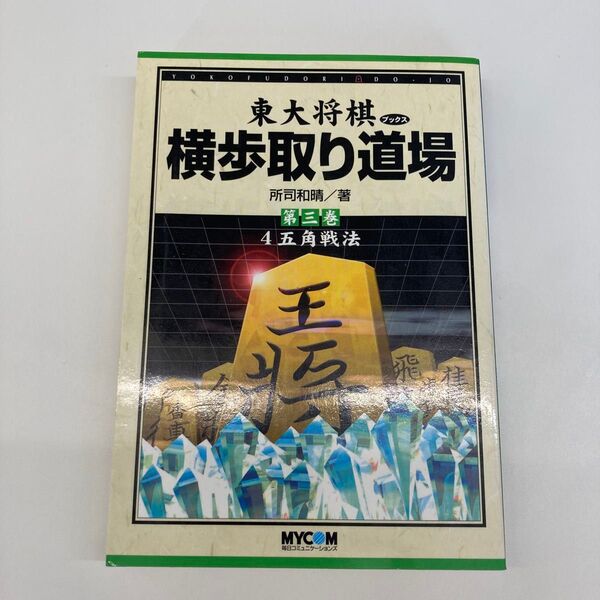 YOKOFUDORI DO-JO
東大将棋ブックス
横歩取り道場
所司和晴／著
第三巻
4五角戦法
王将
飛
桂
香車
MYCOM
毎日コミュニケーションズ